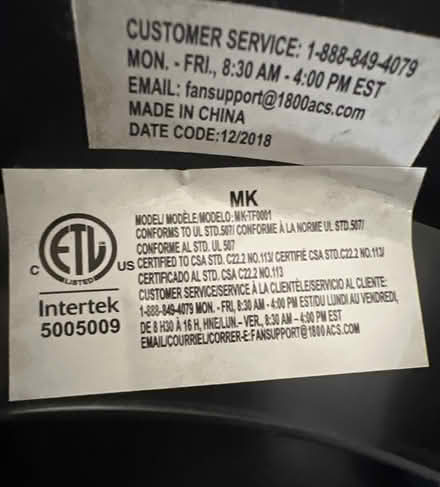 CUSTOMER SERVICE: 1-888-849-4079
MON. - FRI., 8:30 AM - 4:00 PM EST
EMAIL: fansupport@1800acs.com
MADE IN CHINA
DATE CODE:12/2018
MK
MODEL/ MODÈLE/MODELO: MK-TF0001
CONFORMS TO UL STD.507/ CONFORME À LA NORME UL STD.507/
CONFORME AL STD. UL 507
CERTIFIED TO CSA STD. C22.2 NO.113/ CERTIFIÉ CSA STD.C22.2 NO.113/
CERTIFICADO AL STD. CSA C22.2 NO.113
CUSTOMER SERVICE/SERVICE À LA CLIENTÈLE/SERVICIO AL CLIENTE:
1-888-849-4079 MON. - FRI, 8:30 AM - 4:00 PM EST/DU LUNDI AU VENDREDI,
DE 8 H30 À 16 H, HNE/LUN.– VER., 8:30 AM – 4:00 PM EST
EMAIL/COURRIEL/CORRER-E:FANSUPPORT@1800ACS.COM
ETL
LISTED
C US
Intertek
5005009